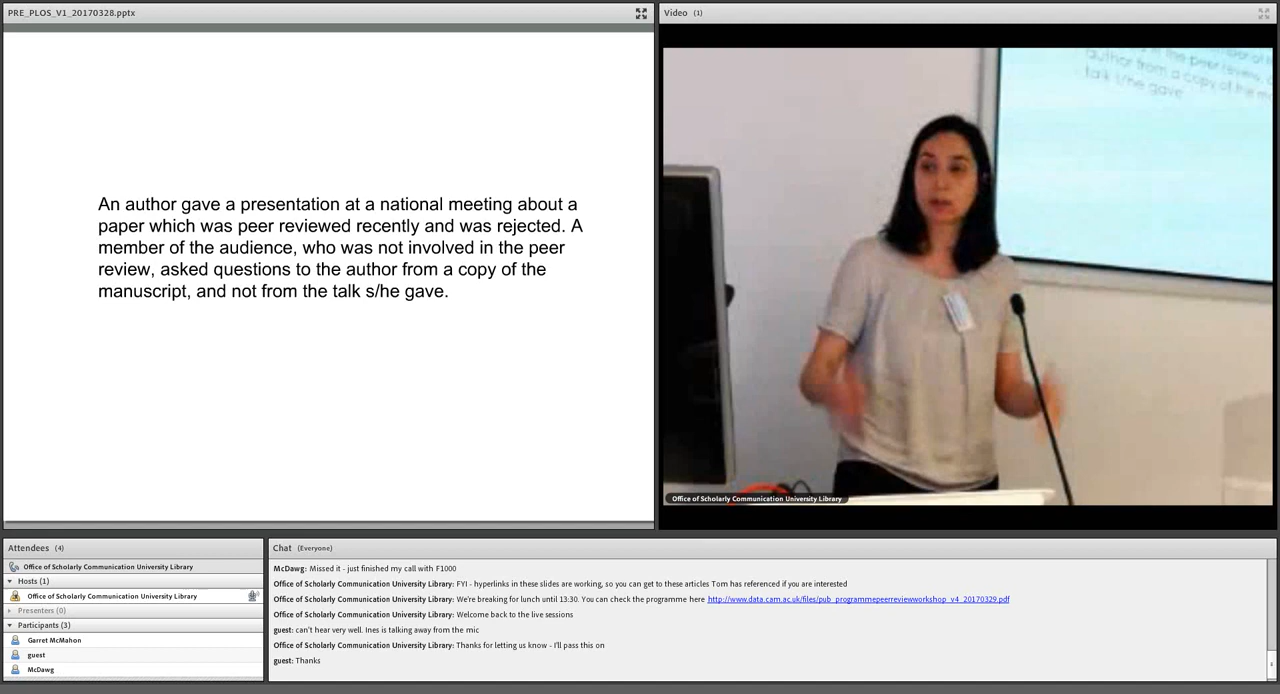 PRE_PLOS_V1_20170328.pptx
An author gave a presentation at a national meeting about a
paper which was peer reviewed recently and was rejected. A
member of the audience, who was not involved in the peer
review, asked questions to the author from a copy of the
manuscript, and not from the talk s/he gave.
Video (1)
author from a copy of the m
talk s/he gave
Office of Scholarly Communication University Library
Attendees (4)
Office of Scholarly Communication University Library
Hosts (1)
Office of Scholarly Communication University Library
Presenters (0)
Participants (3)
Garret McMahon
guest
McDawg
Chat (Everyone)
McDawg: Missed it - just finished my call with F1000
Office of Scholarly Communication University Library: FYI - hyperlinks in these slides are working, so you can get to these articles Tom has referenced if you are interested
Office of Scholarly Communication University Library: We're breaking for lunch until 13:30. You can check the programme here http://www.data.cam.ac.uk/files/pub_programmepeerreviewworkshop_v4_20170329.pdf
Office of Scholarly Communication University Library: Welcome back to the live sessions
guest: can't hear very well. Ines is talking away from the mic
Office of Scholarly Communication University Library: Thanks for letting us know - I'll pass this on
guest: Thanks